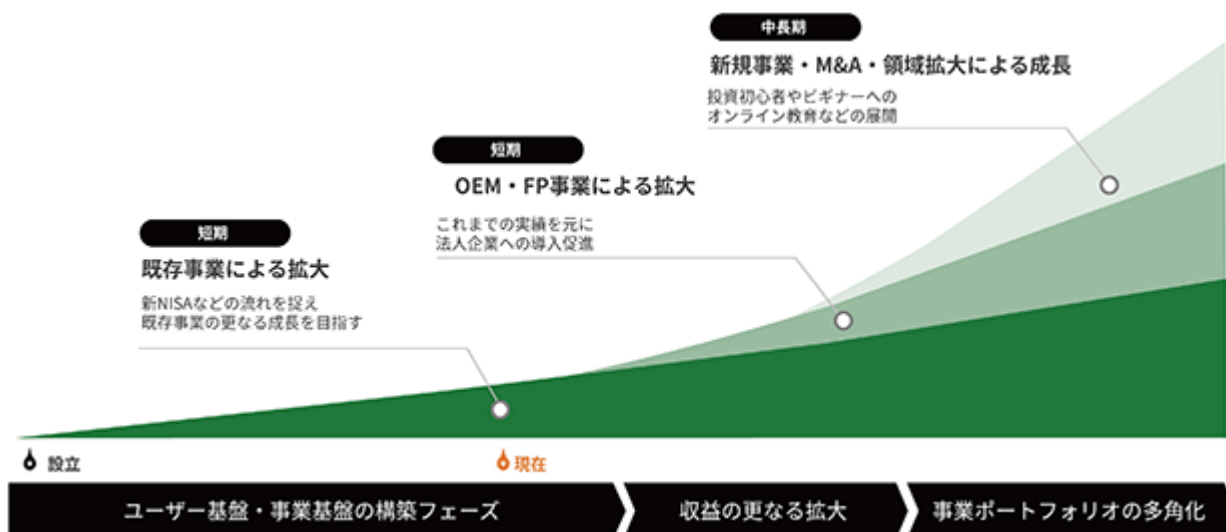 中長期
新規事業・M&A・領域拡大による成長
投資初心者やビギナーへの
オンライン教育などの展開
短期
OEM・FP事業による拡大
これまでの実績を元に
法人企業への導入促進
短期
既存事業による拡大
新NISAなどの流れを捉え
既存事業の更なる成長を目指す
設立
現在
ユーザー基盤・事業基盤の構築フェーズ
収益の更なる拡大
事業ポートフォリオの多角化